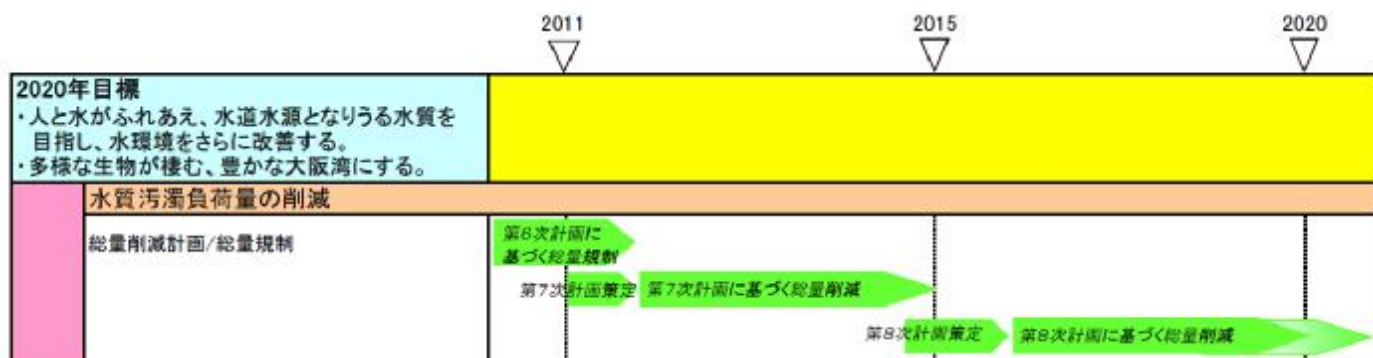 2011 2015 2020
2020年目標
・人と水がふれあえ、水道水源となりうる水質を
目指し、水環境をさらに改善する。
・多様な生物が棲む、豊かな大阪湾にする。
水質汚濁負荷量の削減
総量削減計画/総量規制
第6次計画に
基づく総量規制
第7次計画策定 第7次計画に基づく総量削減
第8次計画策定 第8次計画に基づく総量削減